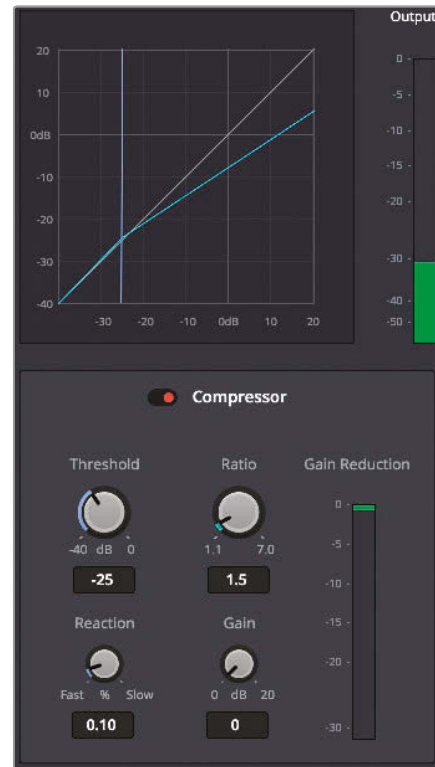 Output
20
10
0dB
-10
-20
-30
-40
-30 -20 -10 0dB 10 20
0
-5
-10
-15
-20
-30
-40
-50
Compressor
Threshold
-40 dB 0
-25
Ratio
1.1 7.0
1.5
Reaction
Fast % Slow
0.10
Gain
0 dB 20
0
Gain Reduction
0
-5
-10
-15
-20
-30